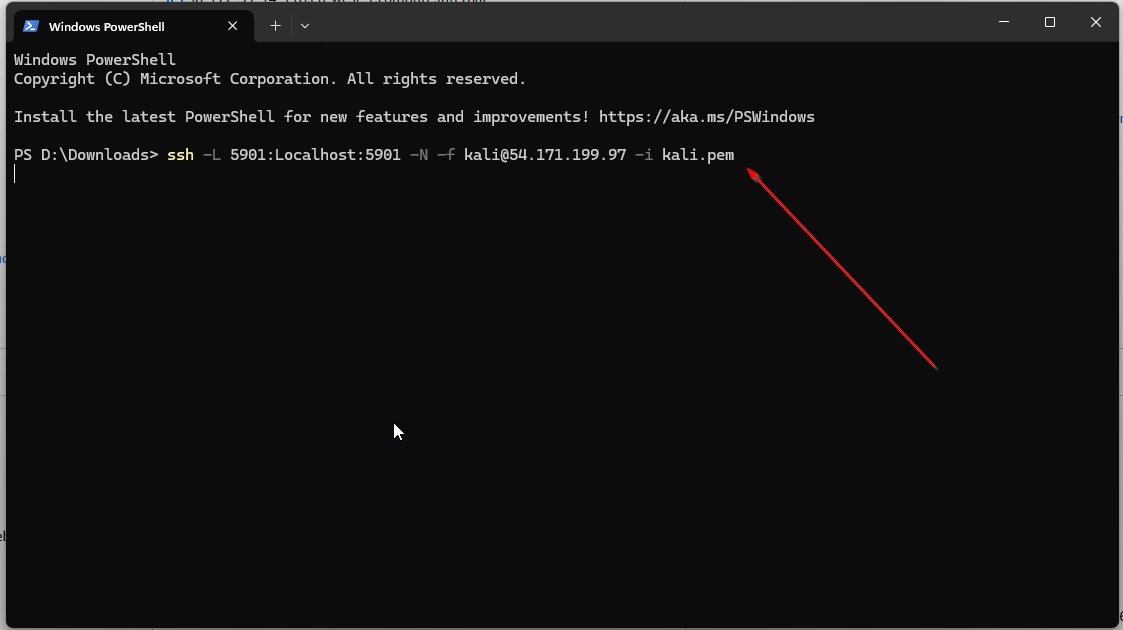 Windows PowerShell
Windows PowerShell
Copyright (C) Microsoft Corporation. All rights reserved.
Install the latest PowerShell for new features and improvements! https://aka.ms/PSWindows
PS D:\Downloads> ssh -L 5901:Localhost:5901 -N -f kali@54.171.199.97 -i kali.pem